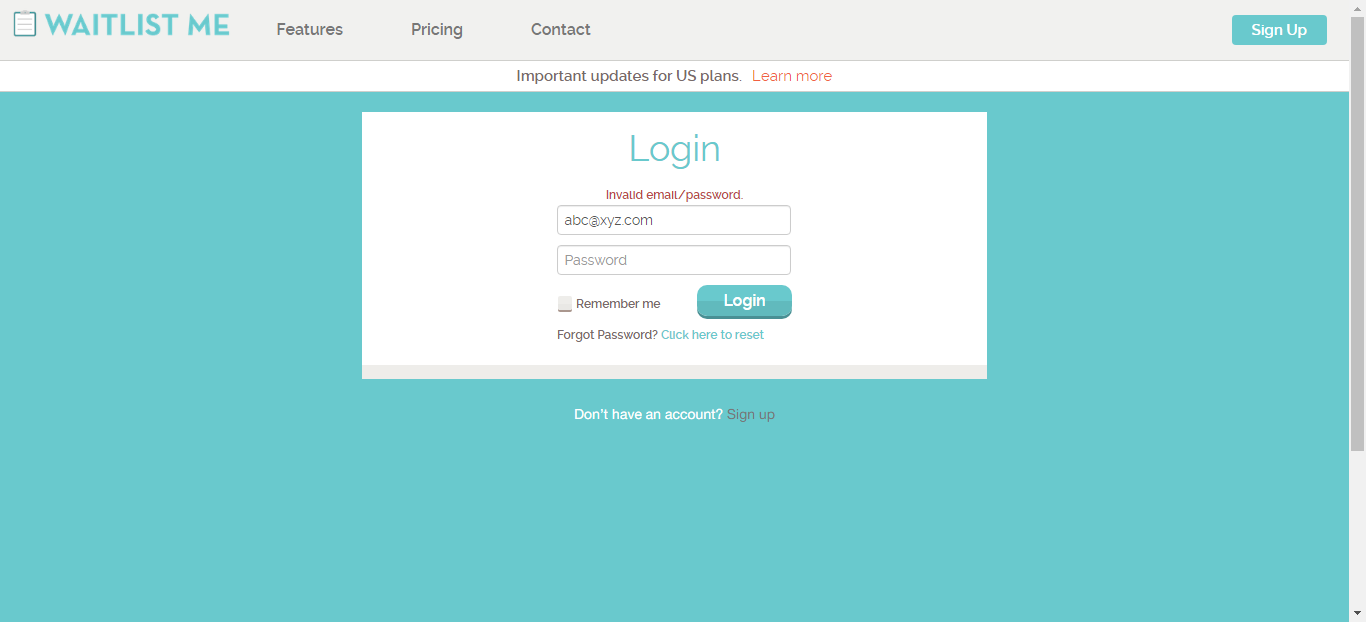 WAITLIST ME Features Pricing Contact Sign Up
Important updates for US plans. Learn more
Login
Invalid email/password.
abc@xyz.com
Password
Remember me Login
Forgot Password? Click here to reset
Don't have an account? Sign up